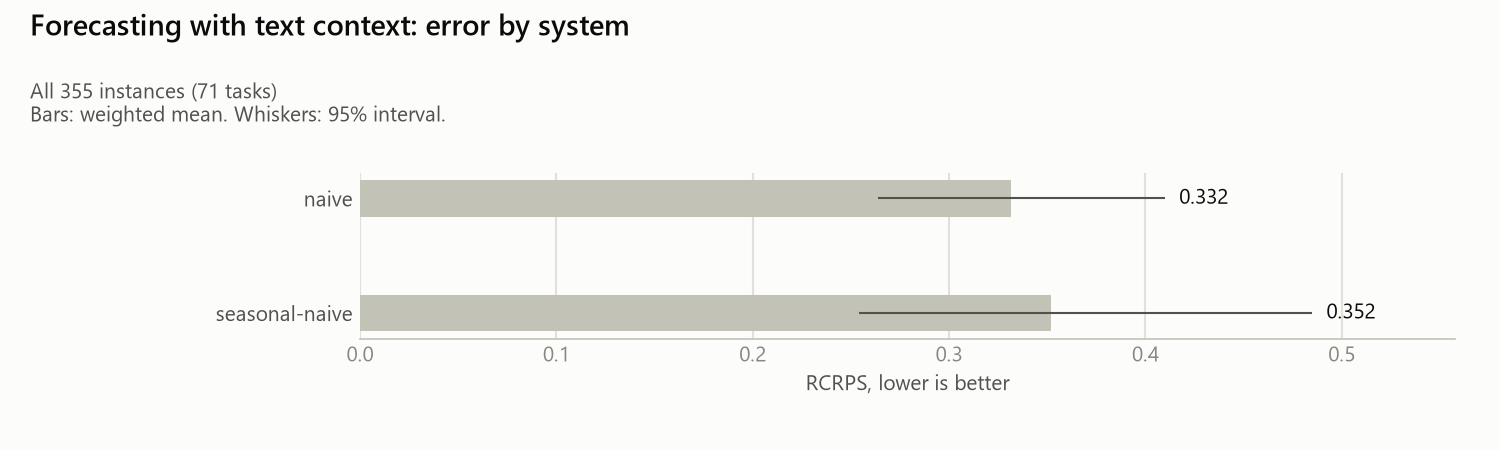 Forecasting with text context: error by system
All 355 instances (71 tasks)
Bars: weighted mean. Whiskers: 95% interval.
naive
0.332
seasonal-naive
0.352
0.0 0.1 0.2 0.3 0.4 0.5
RCRPS, lower is better